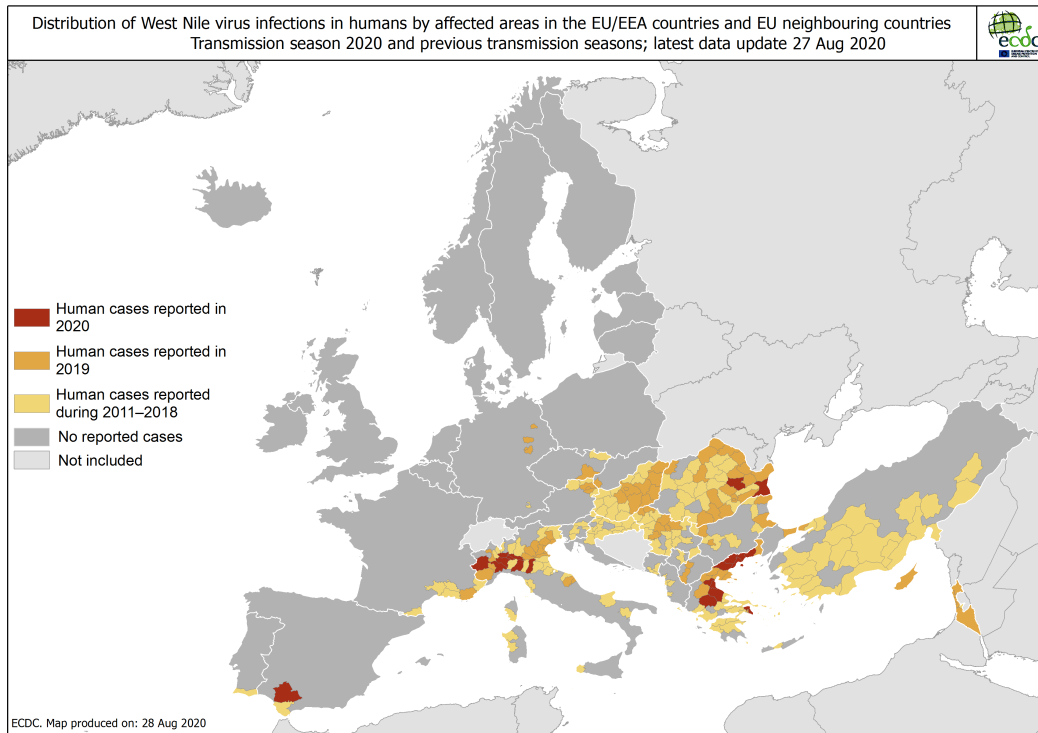 Distribution of West Nile virus infections in humans by affected areas in the EU/EEA countries and EU neighbouring countries
Transmission season 2020 and previous transmission seasons; latest data update 27 Aug 2020
ecdc
Human cases reported in
2020
Human cases reported in
2019
Human cases reported
during 2011–2018
No reported cases
Not included
ECDC. Map produced on: 28 Aug 2020